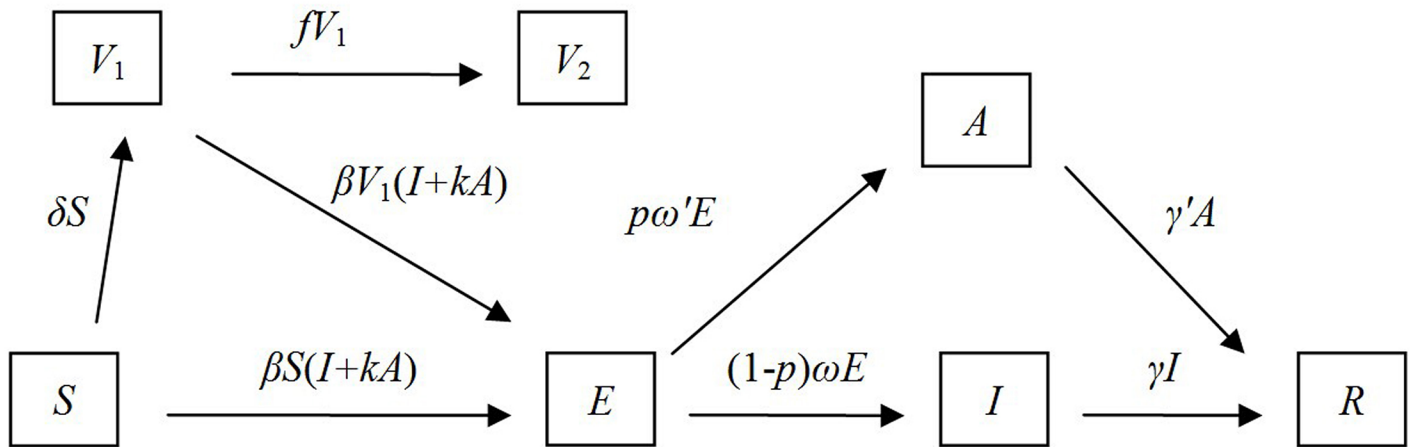 fV₁
V₁
V₂
A
βV₁(I+kA)
δS
pω'E
γ'A
βS(I+kA)
(1-p)ωE
γI
S
E
I
R